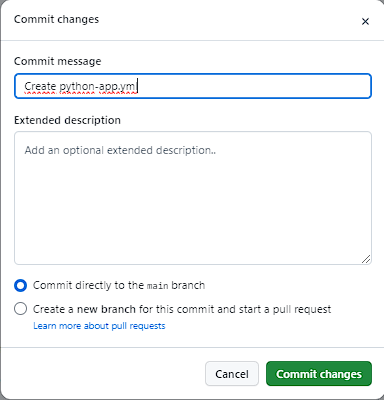 Commit changes
Commit message
Create python-app.yml
Extended description
Add an optional extended description..
Commit directly to the main branch
Create a new branch for this commit and start a pull request
Learn more about pull requests
Cancel
Commit changes